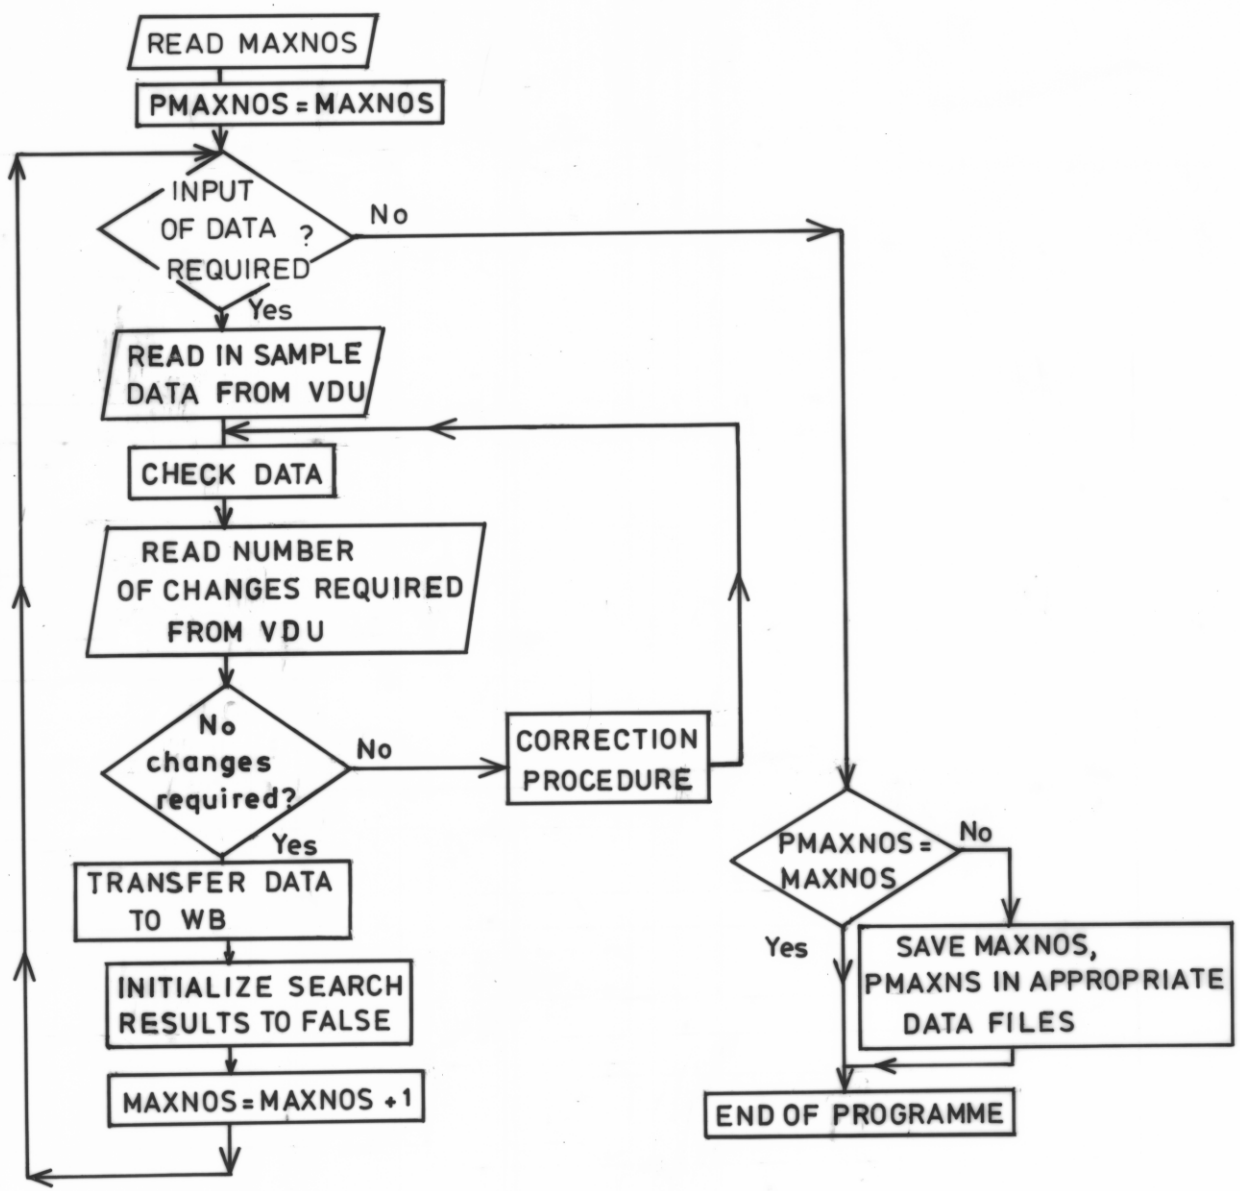 READ MAXNOS
PMAXNOS = MAXNOS
INPUT
OF DATA ?
REQUIRED
No
Yes
READ IN SAMPLE
DATA FROM VDU
CHECK DATA
READ NUMBER
OF CHANGES REQUIRED
FROM VDU
No
changes
required?
No
CORRECTION
PROCEDURE
Yes
TRANSFER DATA
TO WB
INITIALIZE SEARCH
RESULTS TO FALSE
MAXNOS = MAXNOS + 1
PMAXNOS =
MAXNOS
No
Yes
SAVE MAXNOS,
PMAXNS IN APPROPRIATE
DATA FILES
END OF PROGRAMME